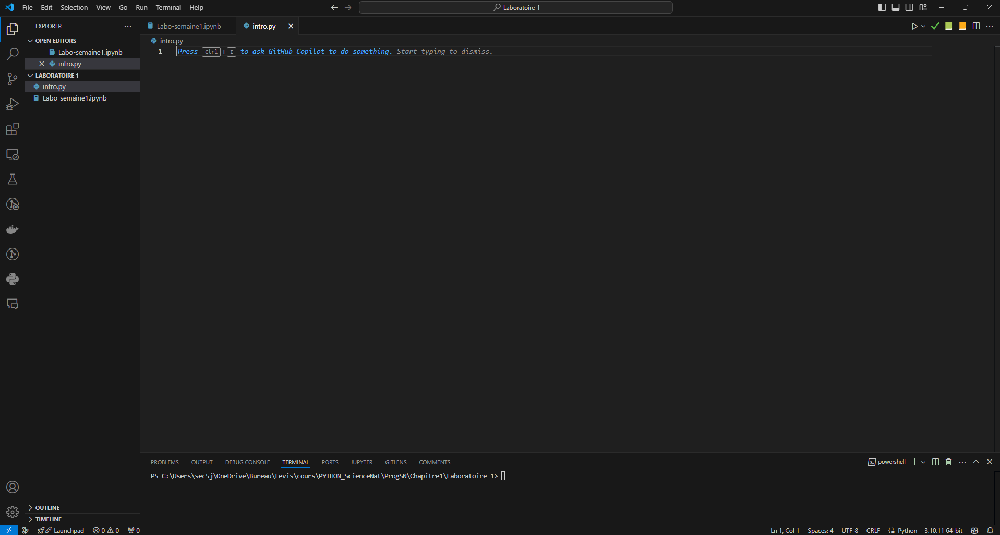 File Edit Selection View Go Run Terminal Help
Laboratoire 1
EXPLORER
OPEN EDITORS
Labo-semaine1.ipynb
intro.py
LABORATOIRE 1
intro.py
Labo-semaine1.ipynb
OUTLINE
TIMELINE
Labo-semaine1.ipynb intro.py
intro.py
1 Press Ctrl+I to ask GitHub Copilot to do something. Start typing to dismiss.
PROBLEMS OUTPUT DEBUG CONSOLE TERMINAL PORTS JUPYTER GITLENS COMMENTS
powershell
PS C:\Users\sec5j\OneDrive\Bureau\Levis\cours\PYTHON_ScienceNat\ProgSN\Chapitre1\Laboratoire 1>
Launchpad 0 0 0
Ln 1, Col 1 Spaces: 4 UTF-8 CRLF Python 3.10.11 64-bit